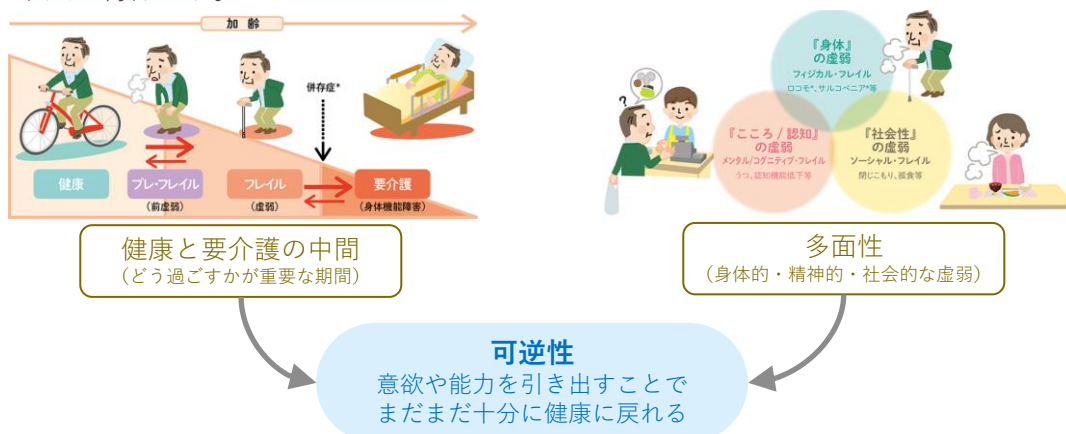 加 齢
併存症*
健康
プレ・フレイル
(前虚弱)
フレイル
(虚弱)
要介護
(身体機能障害)
『身体』
の虚弱
フィジカル・フレイル
ロコモ*、サルコペニア*等
?
『こころ / 認知』
の虚弱
メンタル/コグニティブ・フレイル
うつ、認知機能低下等
『社会性』
の虚弱
ソーシャル・フレイル
閉じこもり、孤食等
健康と要介護の中間
(どう過ごすかが重要な期間)
多面性
(身体的・精神的・社会的な虚弱)
可逆性
意欲や能力を引き出すことで
まだまだ十分に健康に戻れる